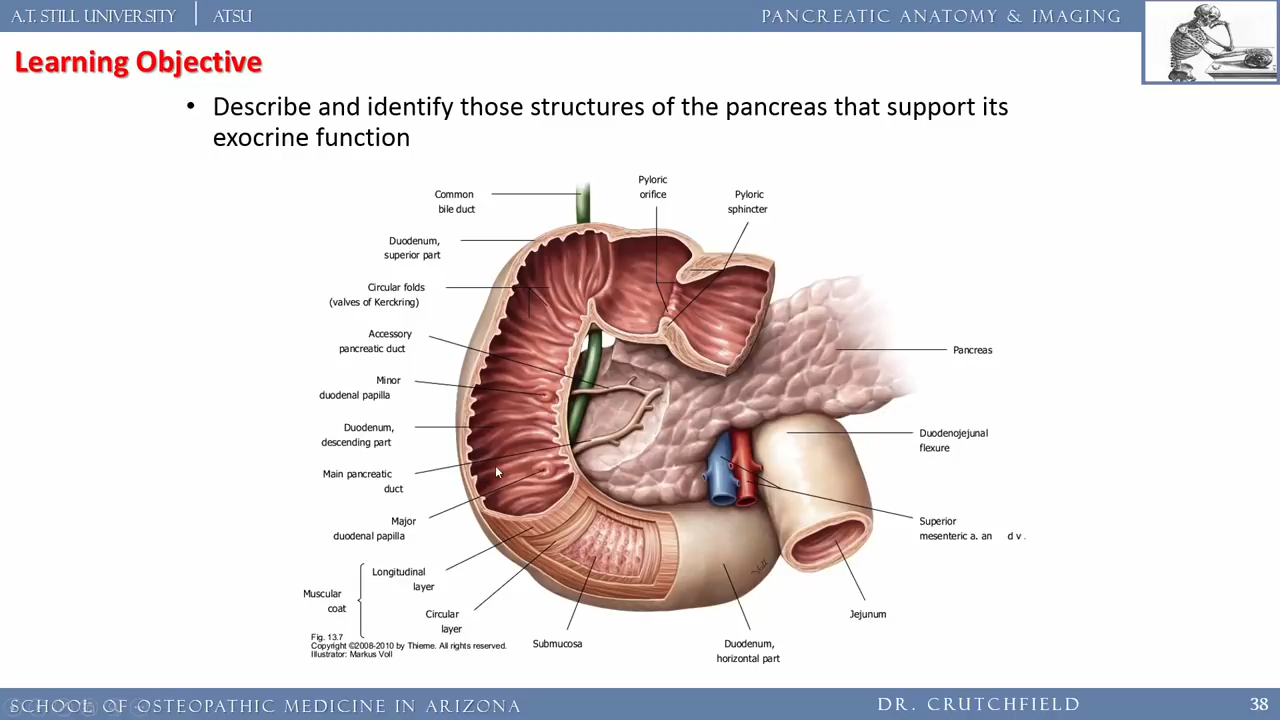 A.T. STILL UNIVERSITY | ATSU
PANCREATIC ANATOMY & IMAGING
Learning Objective
• Describe and identify those structures of the pancreas that support its
exocrine function
Common
bile duct
Pyloric
orifice
Pyloric
sphincter
Duodenum,
superior part
Circular folds
(valves of Kerckring)
Accessory
pancreatic duct
Minor
duodenal papilla
Duodenum,
descending part
Main pancreatic
duct
Major
duodenal papilla
Muscular
coat
Longitudinal
layer
Circular
layer
Submucosa
Duodenum,
horizontal part
Jejunum
Superior
mesenteric a. an d v .
Duodenojejunal
flexure
Pancreas
Fig. 13.7
Copyright ©2008-2010 by Thieme. All rights reserved.
Illustrator: Markus Voll
SCHOOL OF OSTEOPATHIC MEDICINE IN ARIZONA
DR. CRUTCHFIELD
38